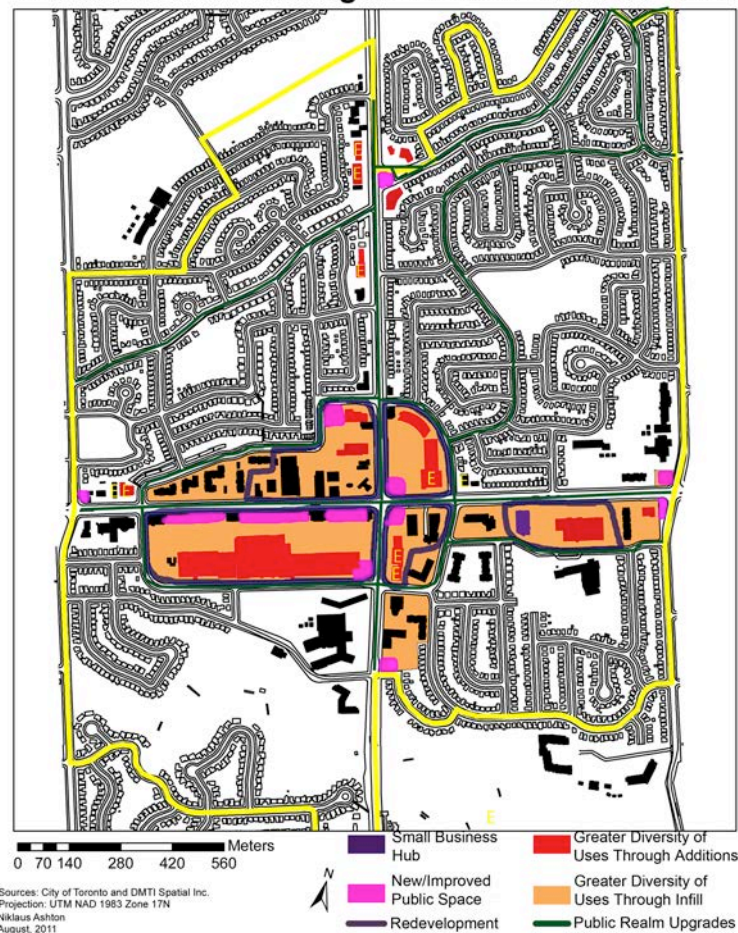 E
E
E
E
E
E
E
E
Meters
0 70 140 280 420 560
Sources: City of Toronto and DMTI Spatial Inc.
Projection: UTM NAD 1983 Zone 17N
Niklaus Ashton
August, 2011
N
Small Business
Hub
New/Improved
Public Space
Redevelopment
Greater Diversity of
Uses Through Additions
Greater Diversity of
Uses Through Infill
Public Realm Upgrades